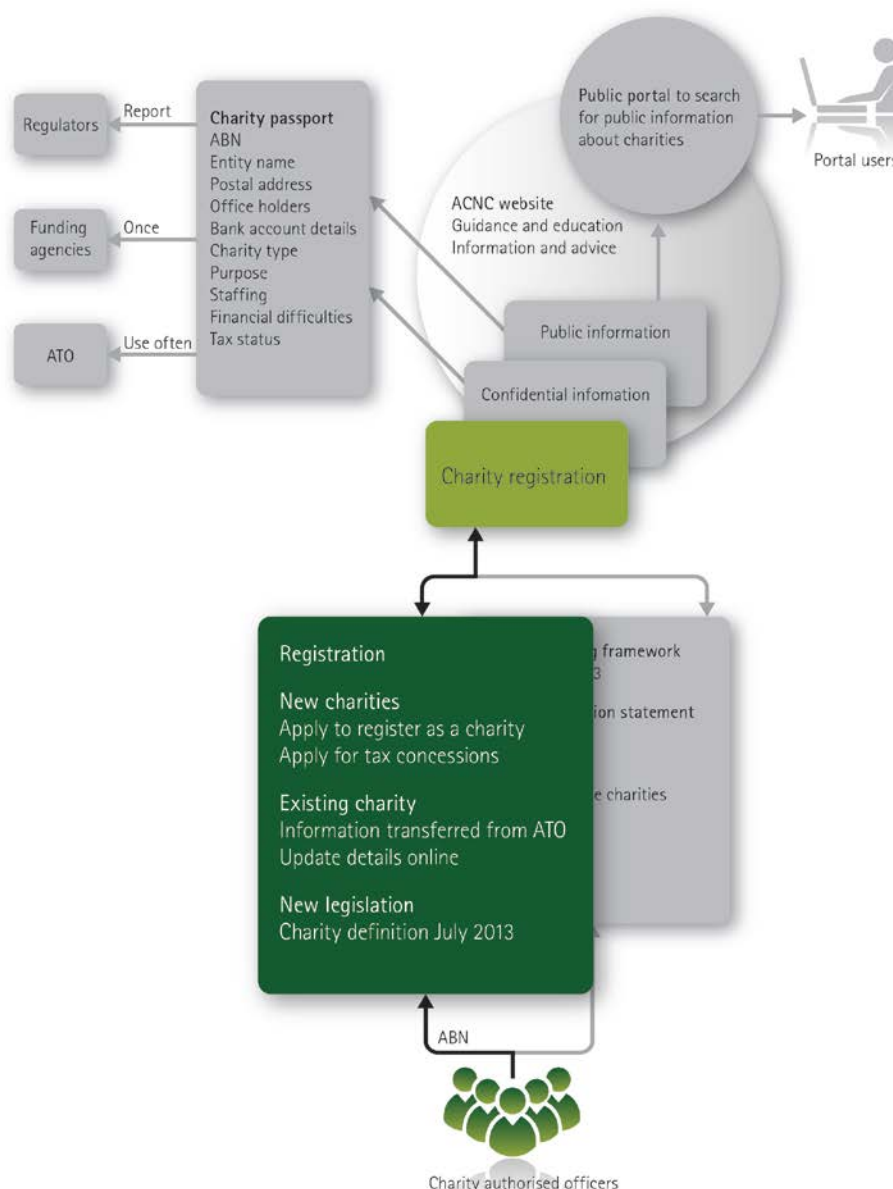 Public portal to search
for public information
about charities
Portal users
Regulators
Report
Funding
agencies
Once
ATO
Use often
Charity passport
ABN
Entity name
Postal address
Office holders
Bank account details
Charity type
Purpose
Staffing
Financial difficulties
Tax status
ACNC website
Guidance and education
Information and advice
Public information
Confidential infomation
Charity registration
Registration
New charities
Apply to register as a charity
Apply for tax concessions
Existing charity
Information transferred from ATO
Update details online
New legislation
Charity definition July 2013
framework
3
ion statement
charities
ABN
Charity authorised officers